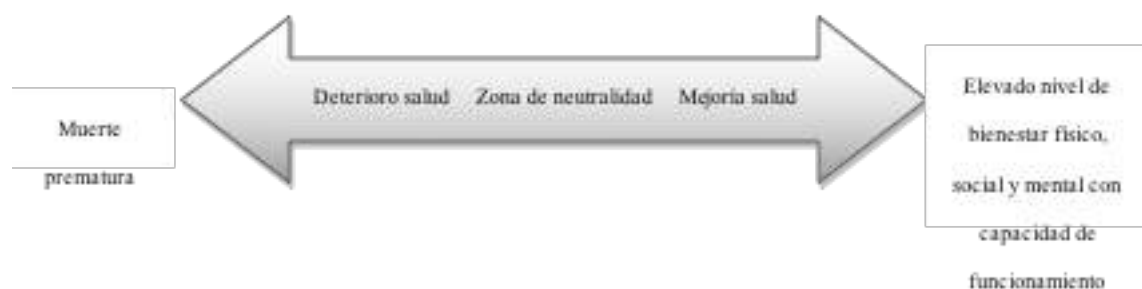 Muerte
prematura
Deterioro salud Zona de neutralidad Mejoría salud
Elevado nivel de
bienestar físico,
social y mental con
capacidad de
funcionamiento